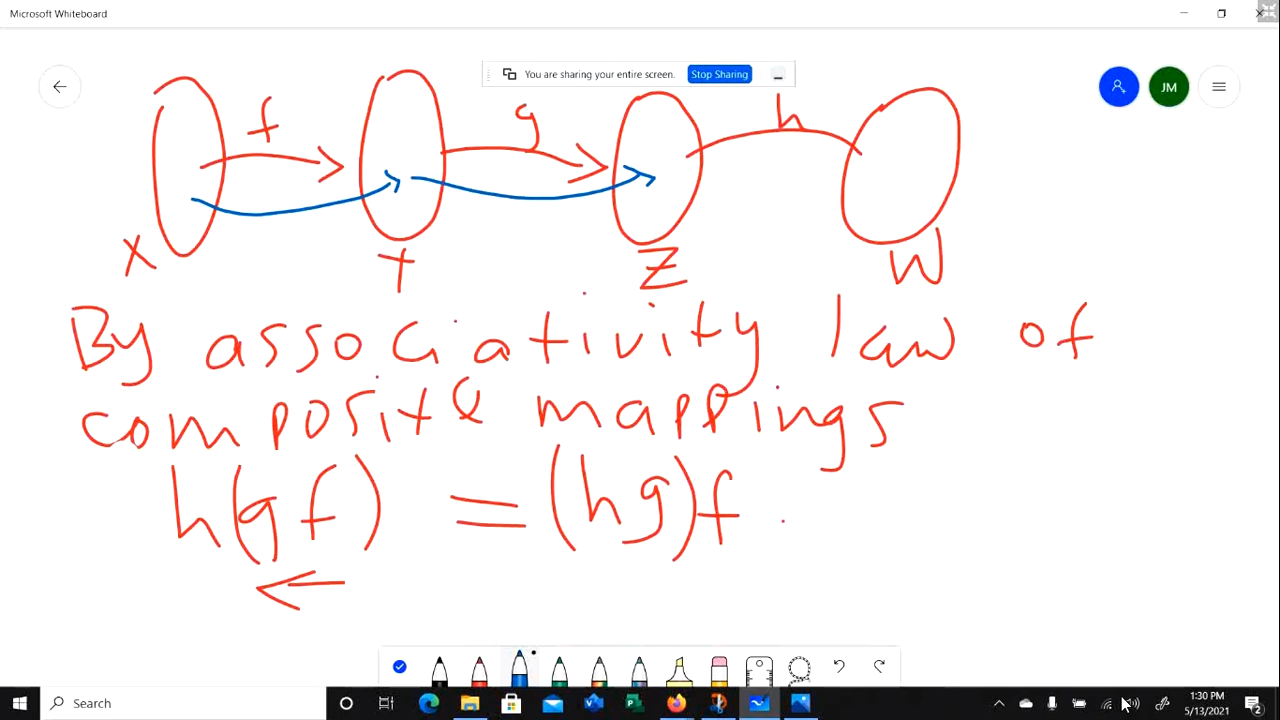 Microsoft Whiteboard
You are sharing your entire screen. Stop Sharing
JM
f g h
X Y Z W
By associativity law of
composite mappings
h(gf) = (hg)f.
Search
1:30 PM
5/13/2021
2